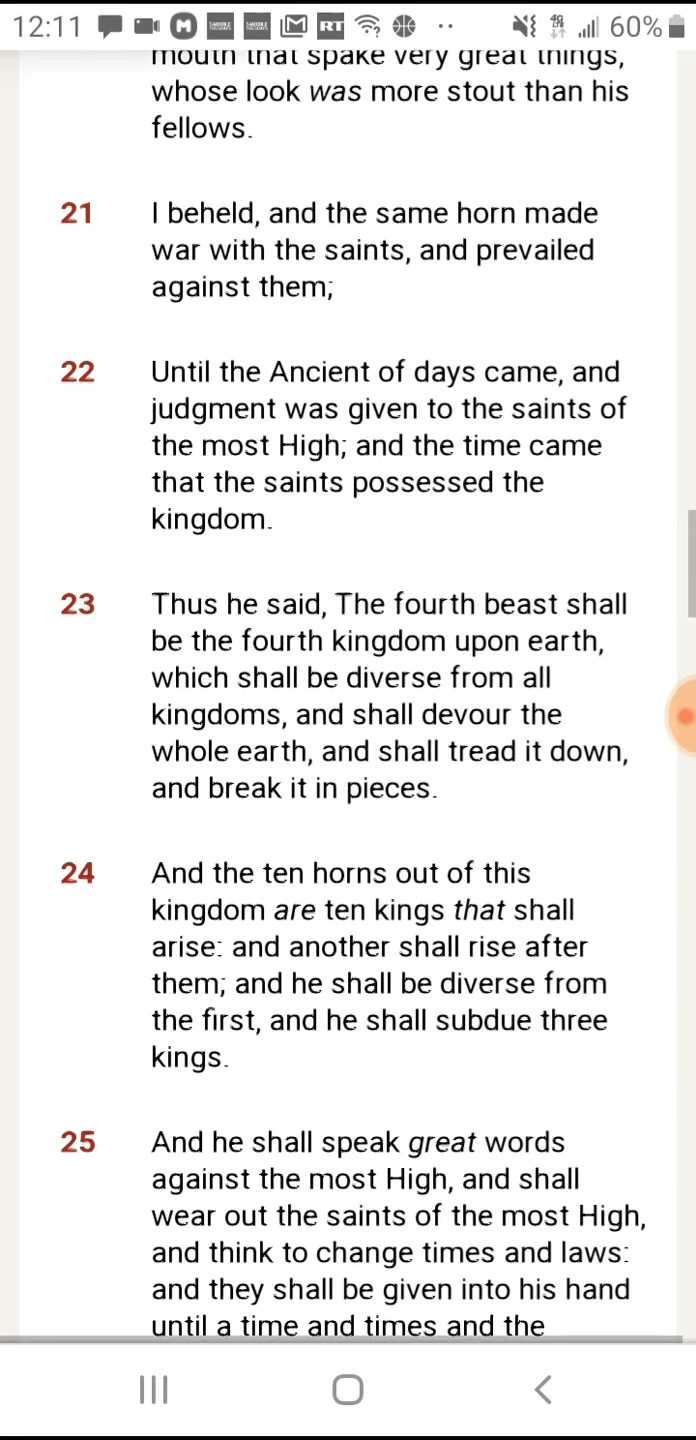 12:11 M RT 4G 60%
mouth that spake very great things,
whose look was more stout than his
fellows.
21 I beheld, and the same horn made
war with the saints, and prevailed
against them;
22 Until the Ancient of days came, and
judgment was given to the saints of
the most High; and the time came
that the saints possessed the
kingdom.
23 Thus he said, The fourth beast shall
be the fourth kingdom upon earth,
which shall be diverse from all
kingdoms, and shall devour the
whole earth, and shall tread it down,
and break it in pieces.
24 And the ten horns out of this
kingdom are ten kings that shall
arise: and another shall rise after
them; and he shall be diverse from
the first, and he shall subdue three
kings.
25 And he shall speak great words
against the most High, and shall
wear out the saints of the most High,
and think to change times and laws:
and they shall be given into his hand
until a time and times and the